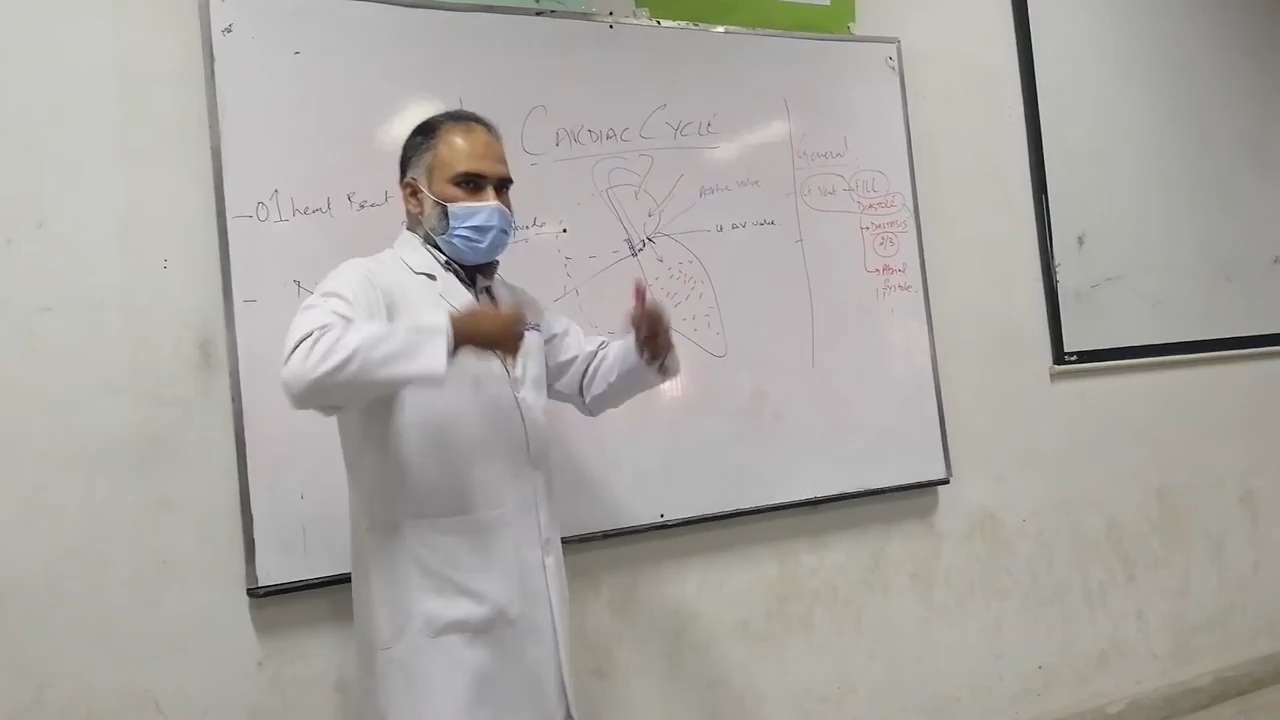 CARDIAC CYCLE
- 01 heart Beat
Aortic valve
Lt AV valve
General
Lt Vent
FILL
DIASTOLE
2/3
Atrial
Systole